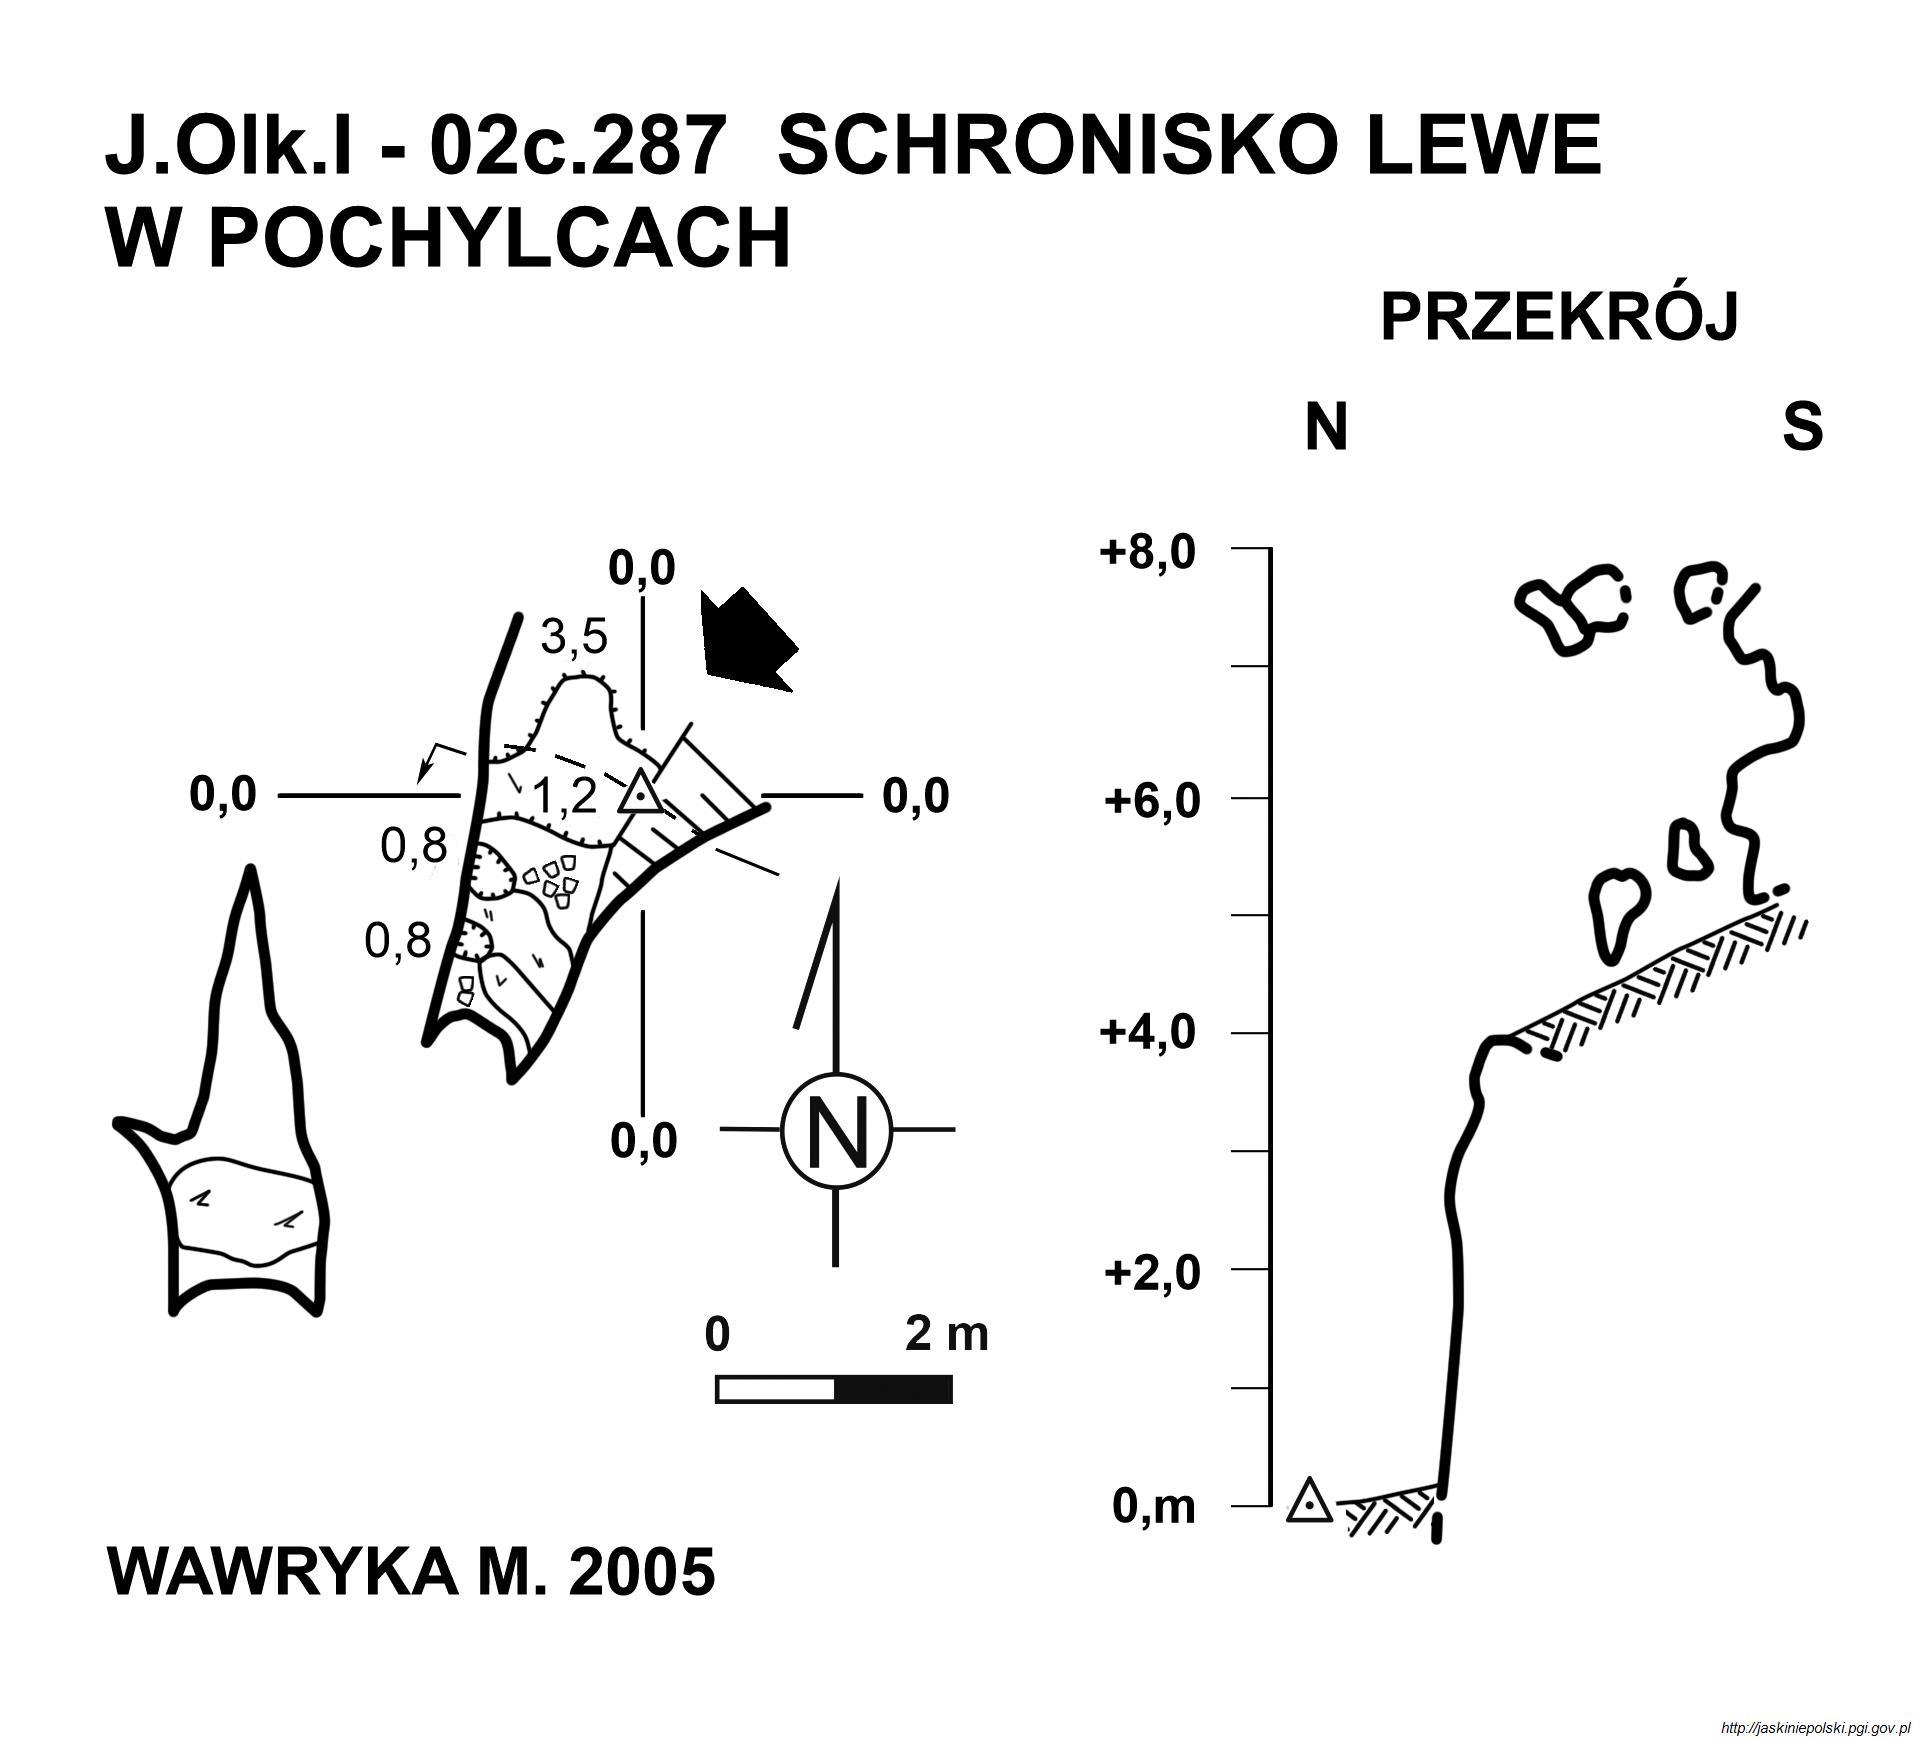 J.Olk.I - 02c.287 SCHRONISKO LEWE
W POCHYLCACH
PRZEKRÓJ
N S
0,0
3,5
0,0
1,2
0,0
0,8
0,8
0,0
N
0 2 m
+8,0
+6,0
+4,0
+2,0
0,m
WAWRYKA M. 2005
http://jaskiniepolski.pgi.gov.pl